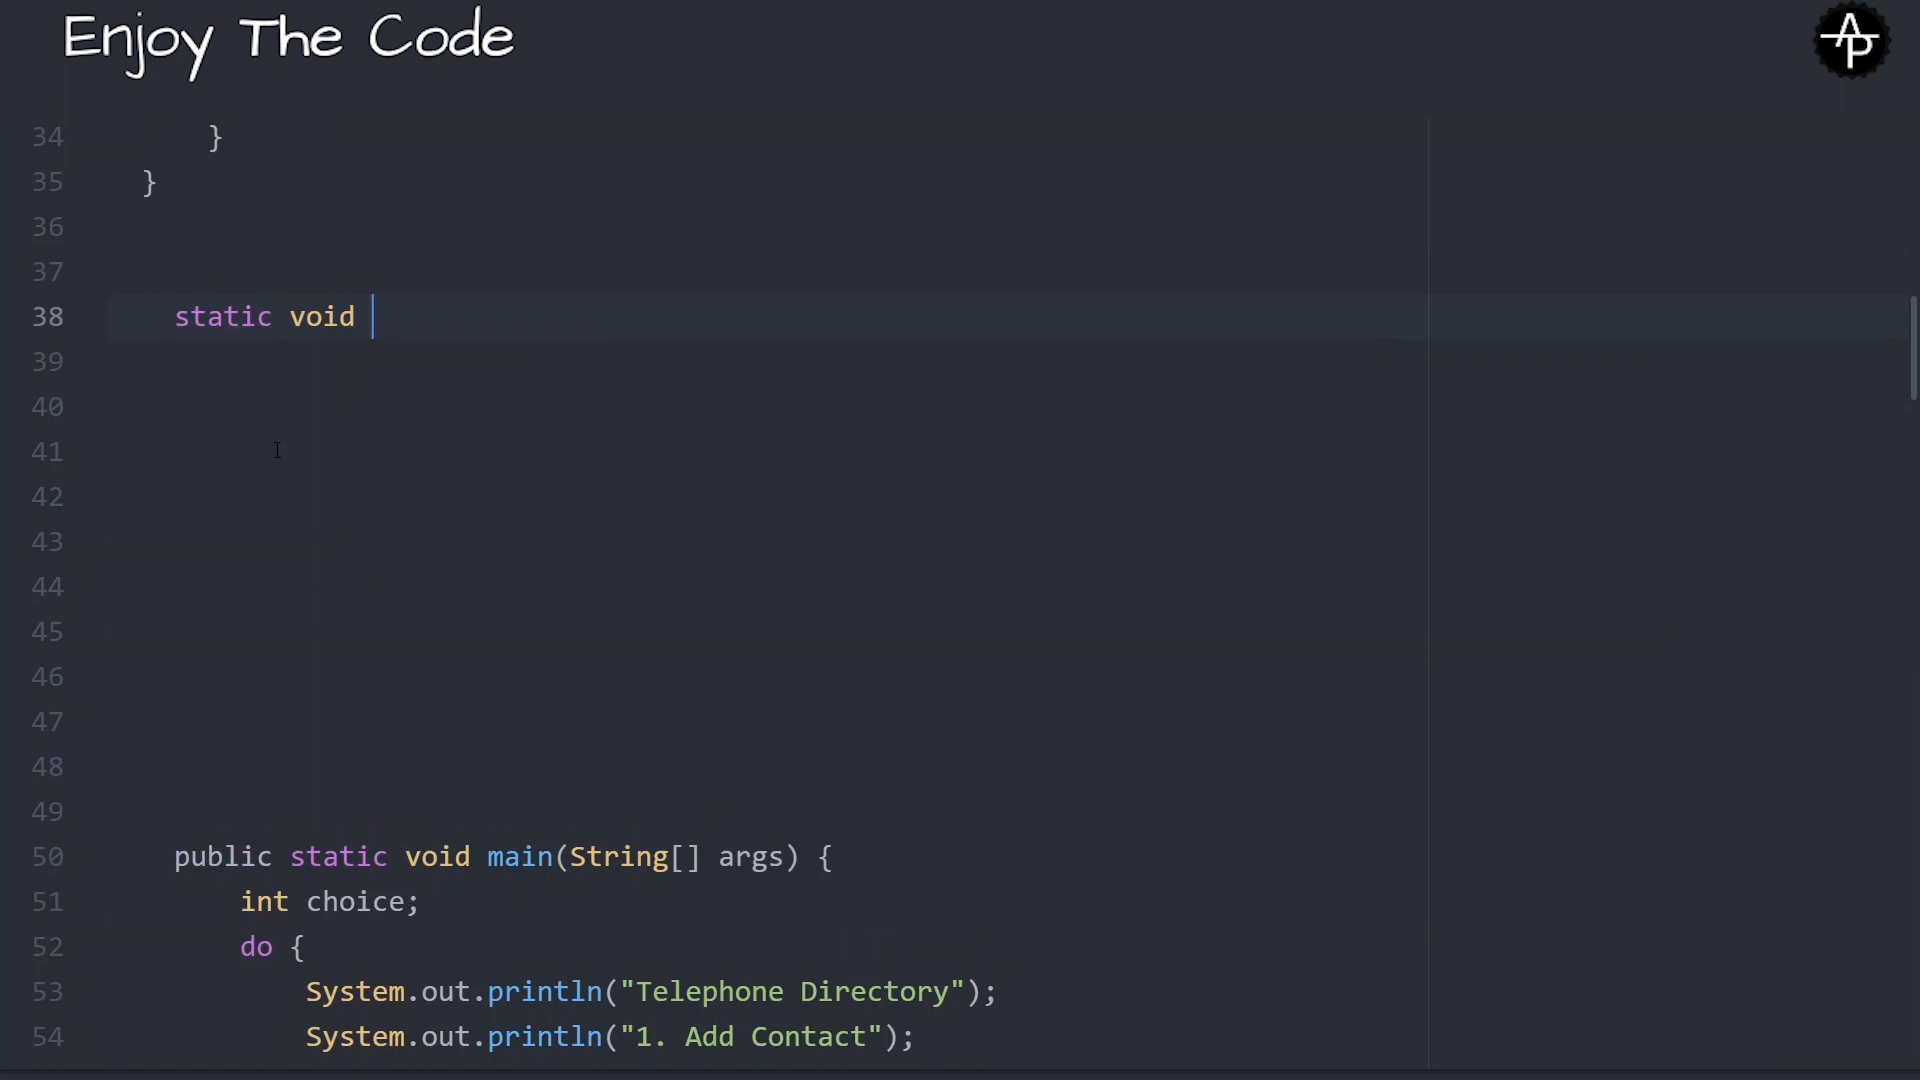 Enjoy The Code
AP
34 }
35 }
36
37
38 static void
39
40
41
42
43
44
45
46
47
48
49
50 public static void main(String[] args) {
51 int choice;
52 do {
53 System.out.println("Telephone Directory");
54 System.out.println("1. Add Contact");